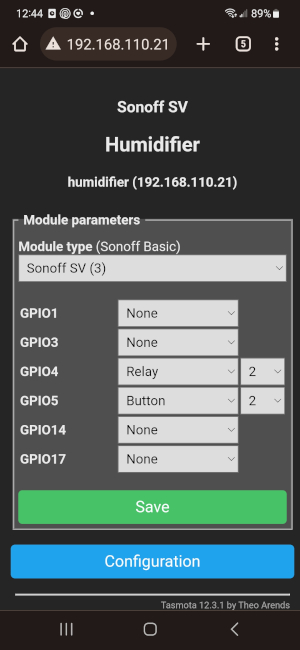 12:44
89%
192.168.110.21
5
Sonoff SV
Humidifier
humidifier (192.168.110.21)
Module parameters
Module type (Sonoff Basic)
Sonoff SV (3)
GPIO1 None
GPIO3 None
GPIO4 Relay 2
GPIO5 Button 2
GPIO14 None
GPIO17 None
Save
Configuration
Tasmota 12.3.1 by Theo Arends